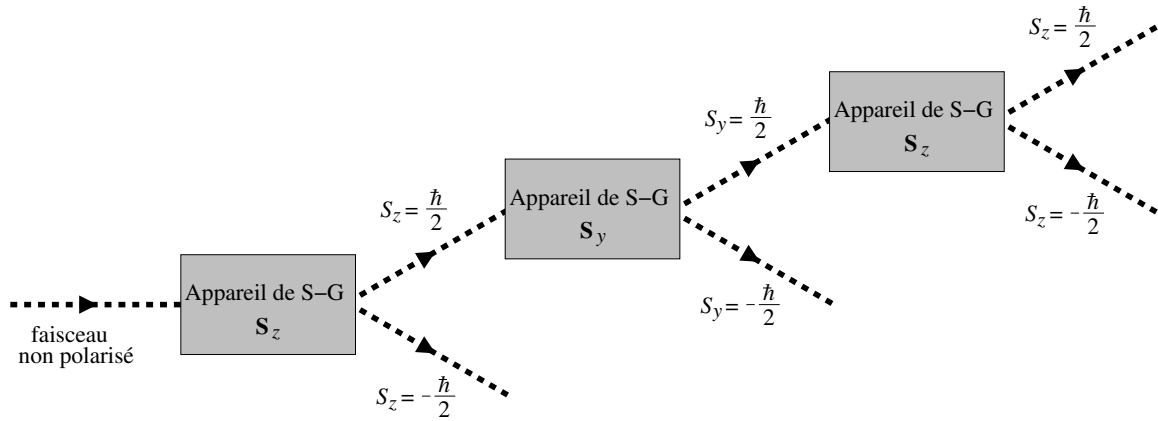 S_z = ħ/2
Appareil de S–G
S_z
S_z = -ħ/2
S_y = ħ/2
Appareil de S–G
S_y
S_y = -ħ/2
S_z = ħ/2
Appareil de S–G
S_z
S_z = -ħ/2
faisceau
non polarisé